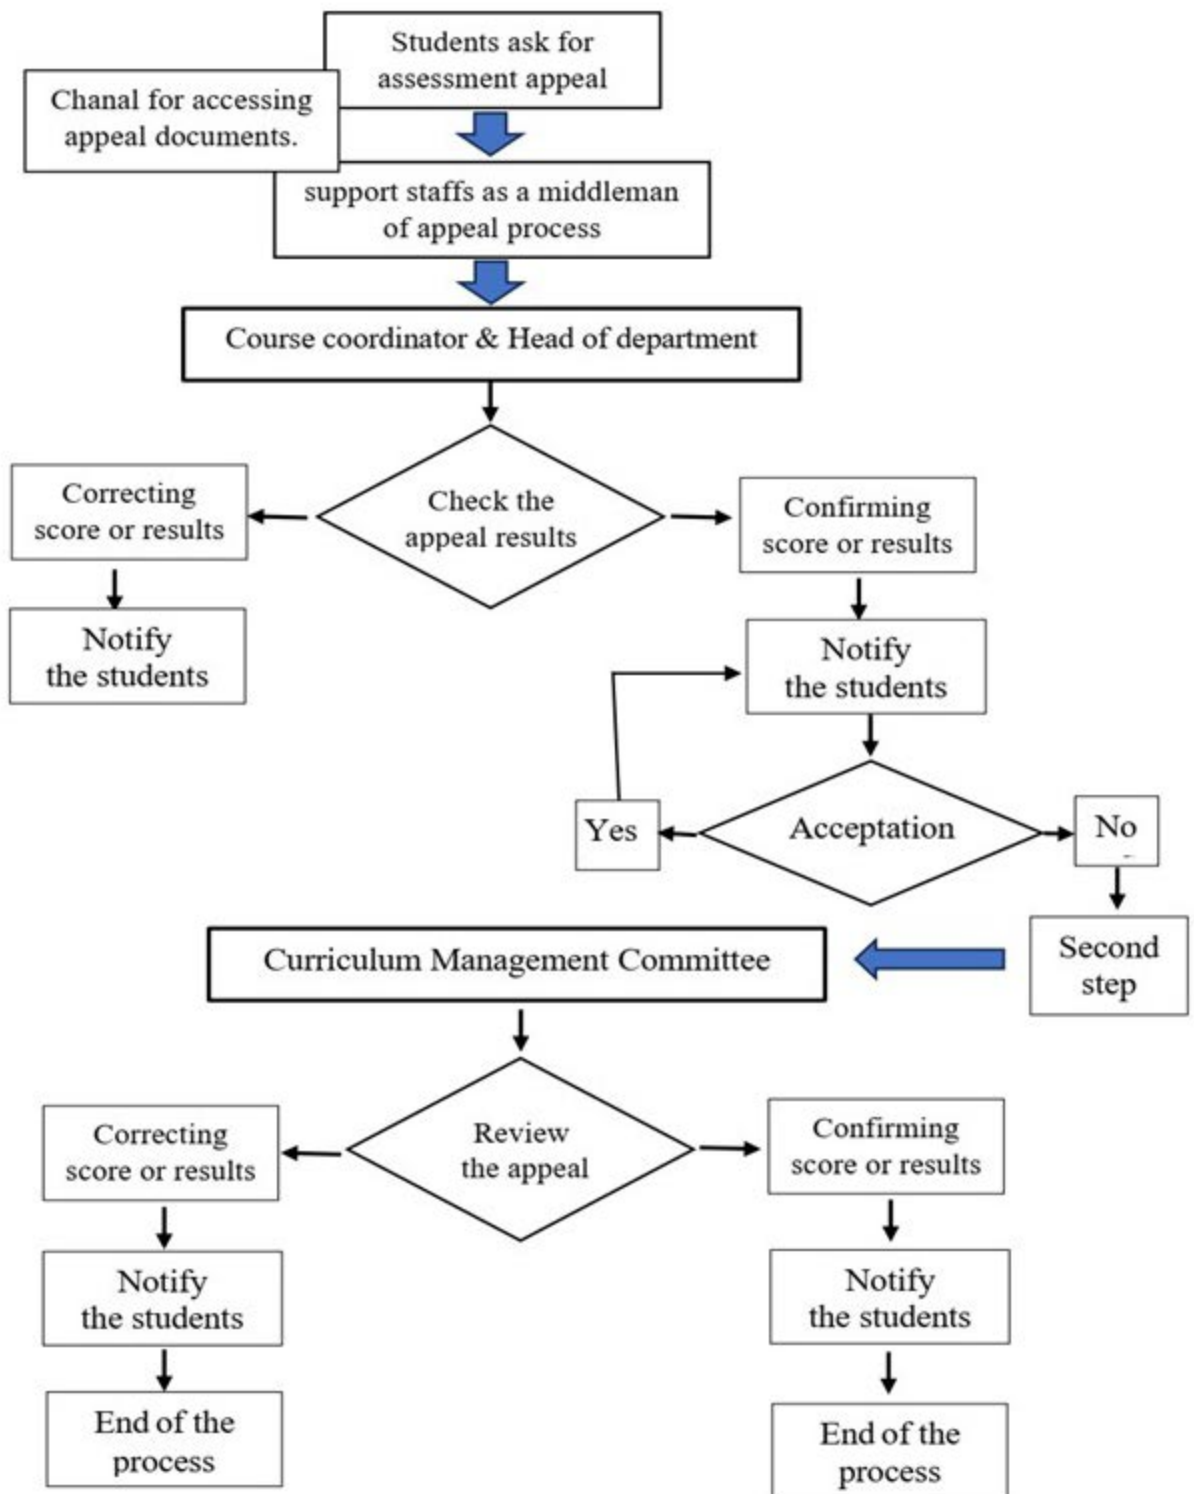 Students ask for
assessment appeal
Chanal for accessing
appeal documents.
support staffs as a middleman
of appeal process
Course coordinator & Head of department
Check the
appeal results
Correcting
score or results
Notify
the students
Confirming
score or results
Notify
the students
Acceptation
Yes
No
Second
step
Curriculum Management Committee
Review
the appeal
Correcting
score or results
Notify
the students
End of the
process
Confirming
score or results
Notify
the students
End of the
process